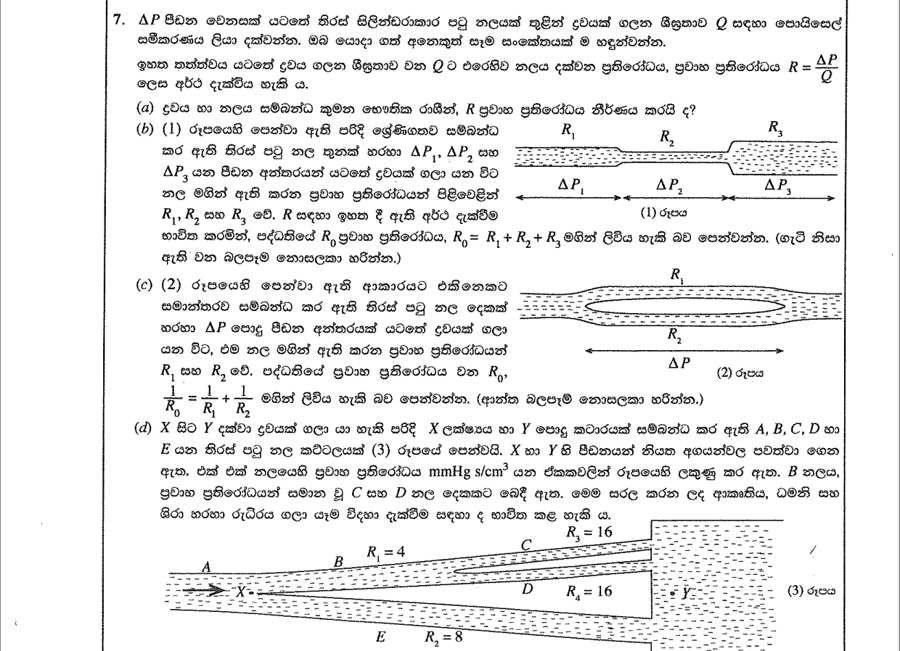 7. ΔP පීඩන වෙනසක් යටතේ තිරස් සිලින්ඩරාකාර පටු නලයක් තුළින් ද්‍රවයක් ගලන ශීඝ්‍රතාව Q සඳහා පොයිසෙල්
සමීකරණය ලියා දක්වන්න. ඔබ යොදා ගත් අනෙකුත් සෑම සංකේතයක් ම හඳුන්වන්න.
ඉහත තත්ත්වය යටතේ ද්‍රවය ගලන ශීඝ්‍රතාව වන Q ට එරෙහිව නලය දක්වන ප්‍රතිරෝධය, ප්‍රවාහ ප්‍රතිරෝධය R = ΔP/Q
ලෙස අර්ථ දැක්විය හැකි ය.
(a) ද්‍රවය හා නලය සම්බන්ධ කුමන භෞතික රාශීන්, R ප්‍රවාහ ප්‍රතිරෝධය නීර්ණය කරයි ද?
(b) (1) රූපයෙහි පෙන්වා ඇති පරිදි ශ්‍රේණිගතව සම්බන්ධ
කර ඇති තිරස් පටු නල තුනක් හරහා ΔP₁, ΔP₂ සහ
ΔP₃ යන පීඩන අන්තරයන් යටතේ ද්‍රවයක් ගලා යන විට
නල මගින් ඇති කරන ප්‍රවාහ ප්‍රතිරෝධයන් පිළිවෙළින්
R₁, R₂ සහ R₃ වේ. R සඳහා ඉහත දී ඇති අර්ථ දැක්වීම
භාවිත කරමින්, පද්ධතියේ R₀ ප්‍රවාහ ප්‍රතිරෝධය, R₀ = R₁ + R₂ + R₃ මගින් ලිවිය හැකි බව පෙන්වන්න. (ගැටි නිසා
ඇති වන බලපෑම නොසලකා හරින්න.)
R₁
R₂
R₃
ΔP₁
ΔP₂
ΔP₃
(1) රූපය
(c) (2) රූපයෙහි පෙන්වා ඇති ආකාරයට එකිනෙකට
සමාන්තරව සම්බන්ධ කර ඇති තිරස් පටු නල දෙකක්
හරහා ΔP පොදු පීඩන අන්තරයක් යටතේ ද්‍රවයක් ගලා
යන විට, එම නල මගින් ඇති කරන ප්‍රවාහ ප්‍රතිරෝධයන්
R₁ සහ R₂ වේ. පද්ධතියේ ප්‍රවාහ ප්‍රතිරෝධය වන R₀,
1/R₀ = 1/R₁ + 1/R₂ මගින් ලිවිය හැකි බව පෙන්වන්න. (ආන්ත බලපෑම් නොසලකා හරින්න.)
R₁
R₂
ΔP
(2) රූපය
(d) X සිට Y දක්වා ද්‍රවයක් ගලා යා හැකි පරිදි X ලක්ෂ්‍යය හා Y පොදු කටාරයක් සම්බන්ධ කර ඇති A, B, C, D හා
E යන තිරස් පටු නල කට්ටලයක් (3) රූපයේ පෙන්වයි. X හා Y හි පීඩනයන් නියත අගයන්වල පවත්වා ගෙන
ඇත. එක් එක් නලයෙහි ප්‍රවාහ ප්‍රතිරෝධය mmHg s/cm³ යන ඒකකවලින් රූපයෙහි ලකුණු කර ඇත. B නලය,
ප්‍රවාහ ප්‍රතිරෝධයන් සමාන වූ C සහ D නල දෙකකට බෙදී ඇත. මෙම සරල කරන ලද ආකෘතිය, ධමනි සහ
ශිරා හරහා රුධිරය ගලා යෑම විදහා දැක්වීම සඳහා ද භාවිත කළ හැකි ය.
R₃ = 16
C
R₁ = 4
B
A
X
D
R₄ = 16
Y
(3) රූපය
E
R₂ = 8